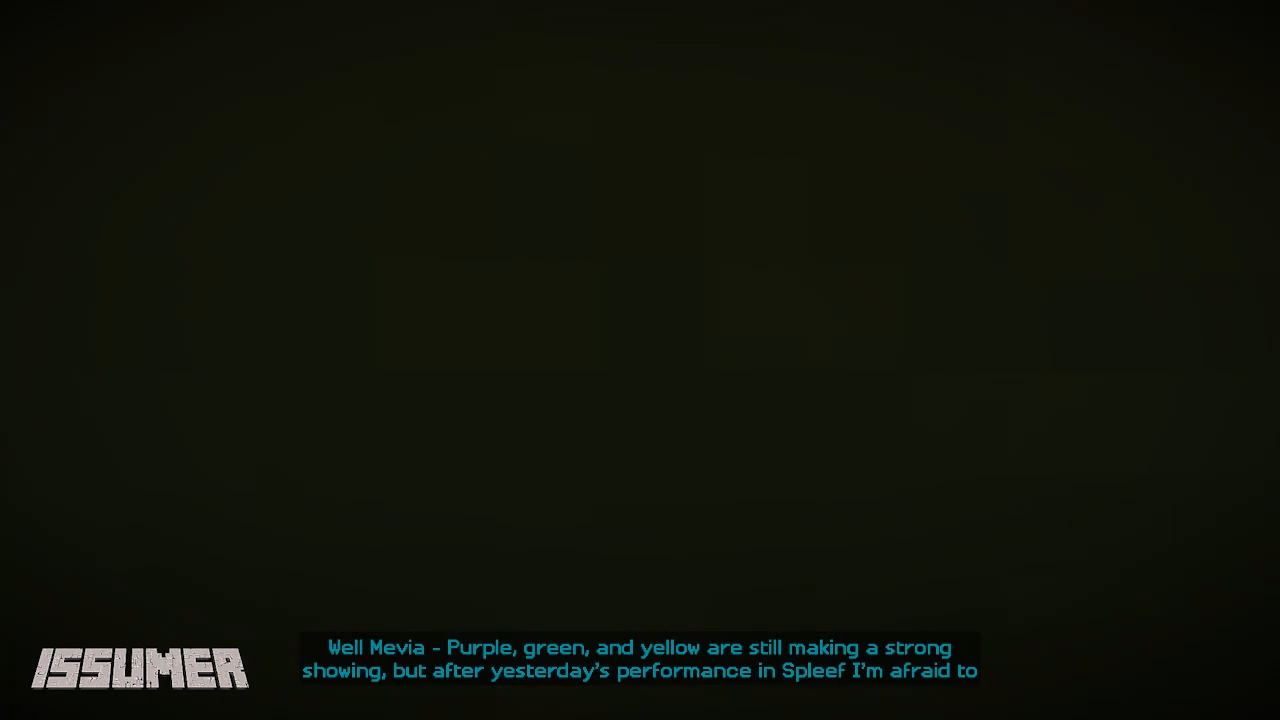 Well Mevia - Purple, green, and yellow are still making a strong
showing, but after yesterday's performance in Spleef I'm afraid to
ISSUMER